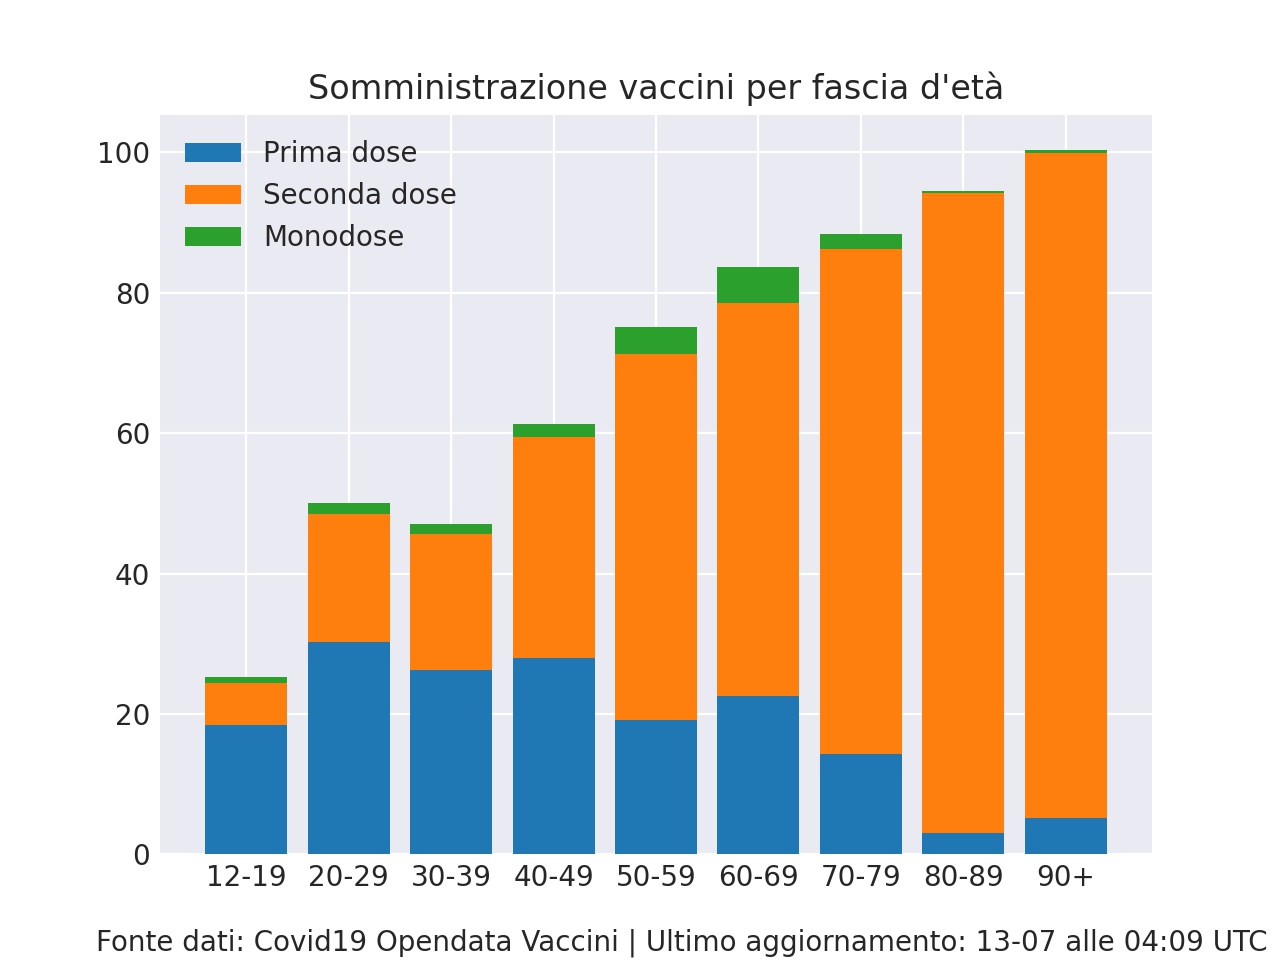 Somministrazione vaccini per fascia d'età
Prima dose
Seconda dose
Monodose
100
80
60
40
20
0
12-19 20-29 30-39 40-49 50-59 60-69 70-79 80-89 90+
Fonte dati: Covid19 Opendata Vaccini | Ultimo aggiornamento: 13-07 alle 04:09 UTC